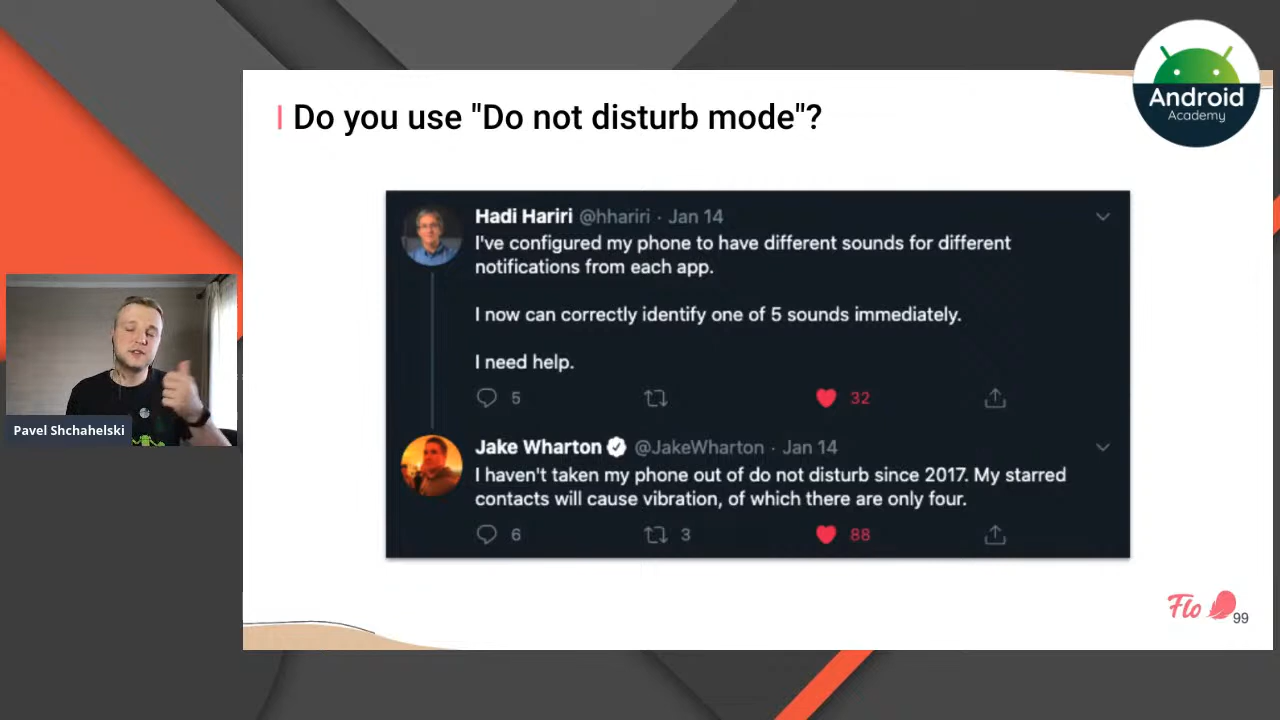 Android
Academy
Do you use "Do not disturb mode"?
Hadi Hariri @hhariri · Jan 14
I've configured my phone to have different sounds for different
notifications from each app.
I now can correctly identify one of 5 sounds immediately.
I need help.
5 32
Jake Wharton @JakeWharton · Jan 14
I haven't taken my phone out of do not disturb since 2017. My starred
contacts will cause vibration, of which there are only four.
6 3 88
Pavel Shchahelski
Flo 99